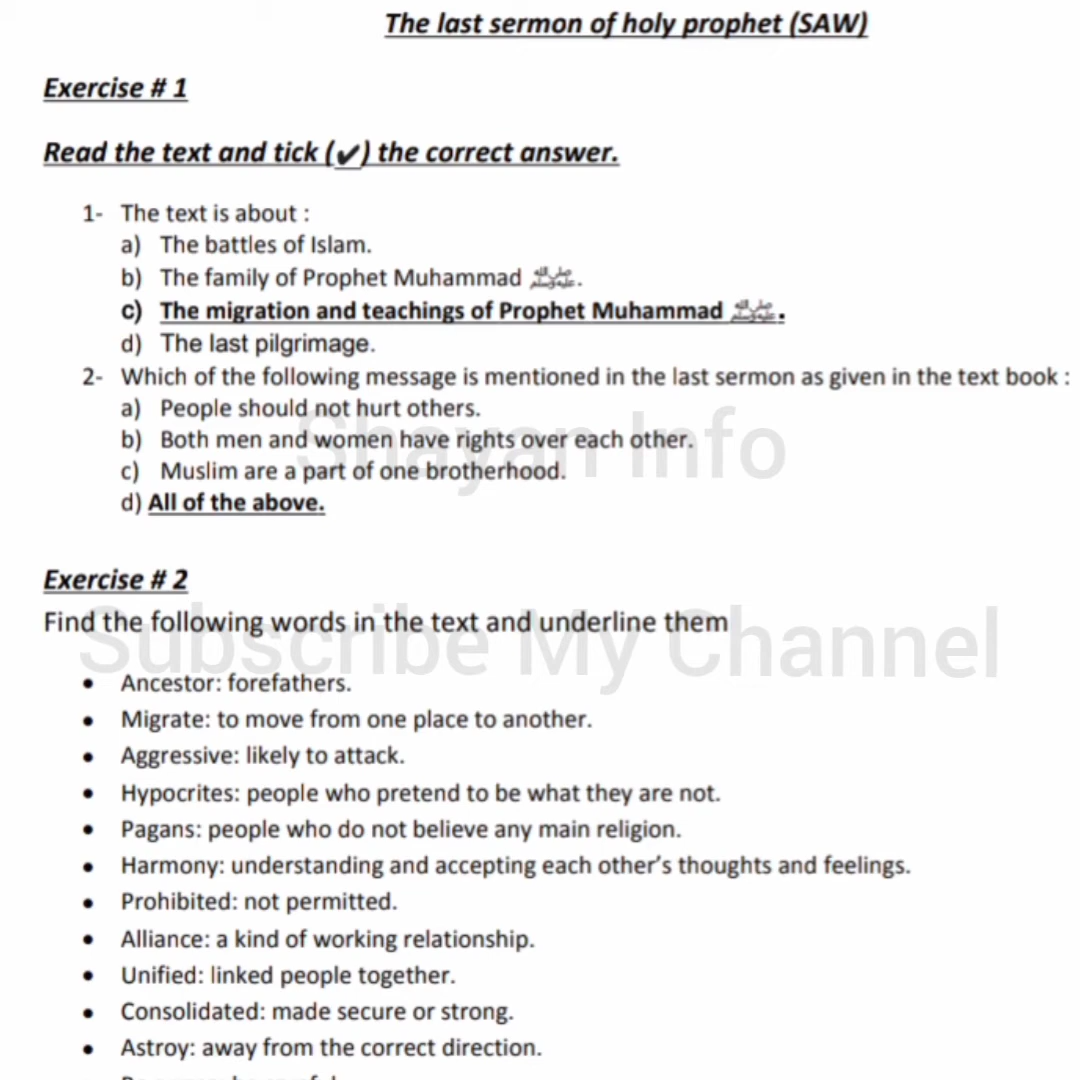 The last sermon of holy prophet (SAW)
Exercise # 1
Read the text and tick (✔) the correct answer.
1- The text is about :
a) The battles of Islam.
b) The family of Prophet Muhammad ﷺ.
c) The migration and teachings of Prophet Muhammad ﷺ.
d) The last pilgrimage.
2- Which of the following message is mentioned in the last sermon as given in the text book :
a) People should not hurt others.
b) Both men and women have rights over each other.
c) Muslim are a part of one brotherhood.
d) All of the above.
Shayan Info
Exercise # 2
Find the following words in the text and underline them
Subscribe My Channel
• Ancestor: forefathers.
• Migrate: to move from one place to another.
• Aggressive: likely to attack.
• Hypocrites: people who pretend to be what they are not.
• Pagans: people who do not believe any main religion.
• Harmony: understanding and accepting each other's thoughts and feelings.
• Prohibited: not permitted.
• Alliance: a kind of working relationship.
• Unified: linked people together.
• Consolidated: made secure or strong.
• Astroy: away from the correct direction.